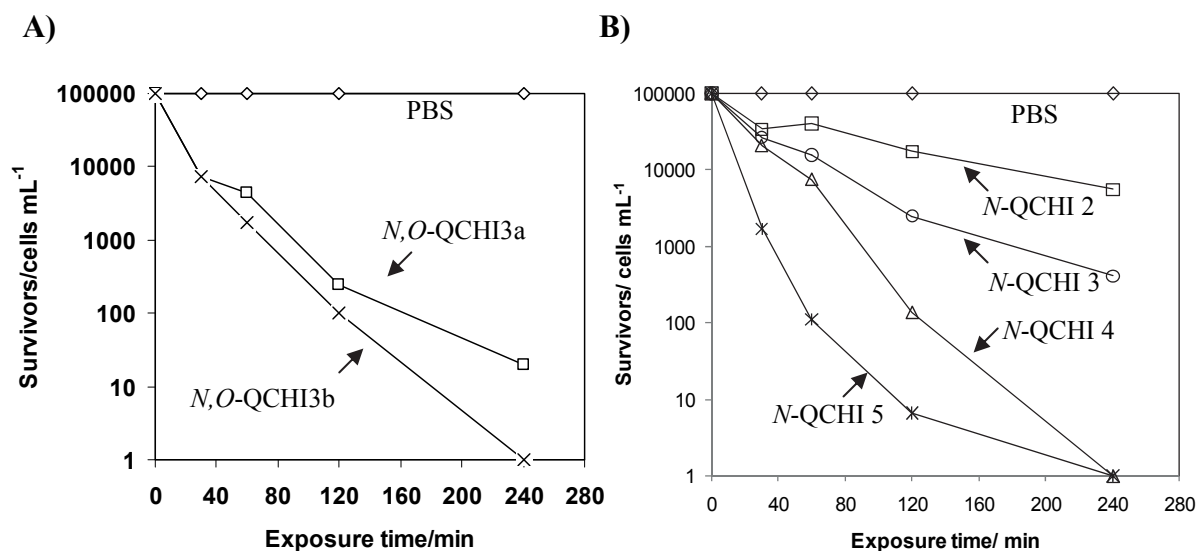 A)
100000
10000
1000
100
10
1
Survivors/cells mL⁻¹
PBS
N,O-QCHI3a
N,O-QCHI3b
0 40 80 120 160 200 240 280
Exposure time/min
B)
100000
10000
1000
100
10
1
Survivors/ cells mL⁻¹
PBS
N-QCHI 2
N-QCHI 3
N-QCHI 4
N-QCHI 5
0 40 80 120 160 200 240 280
Exposure time/ min